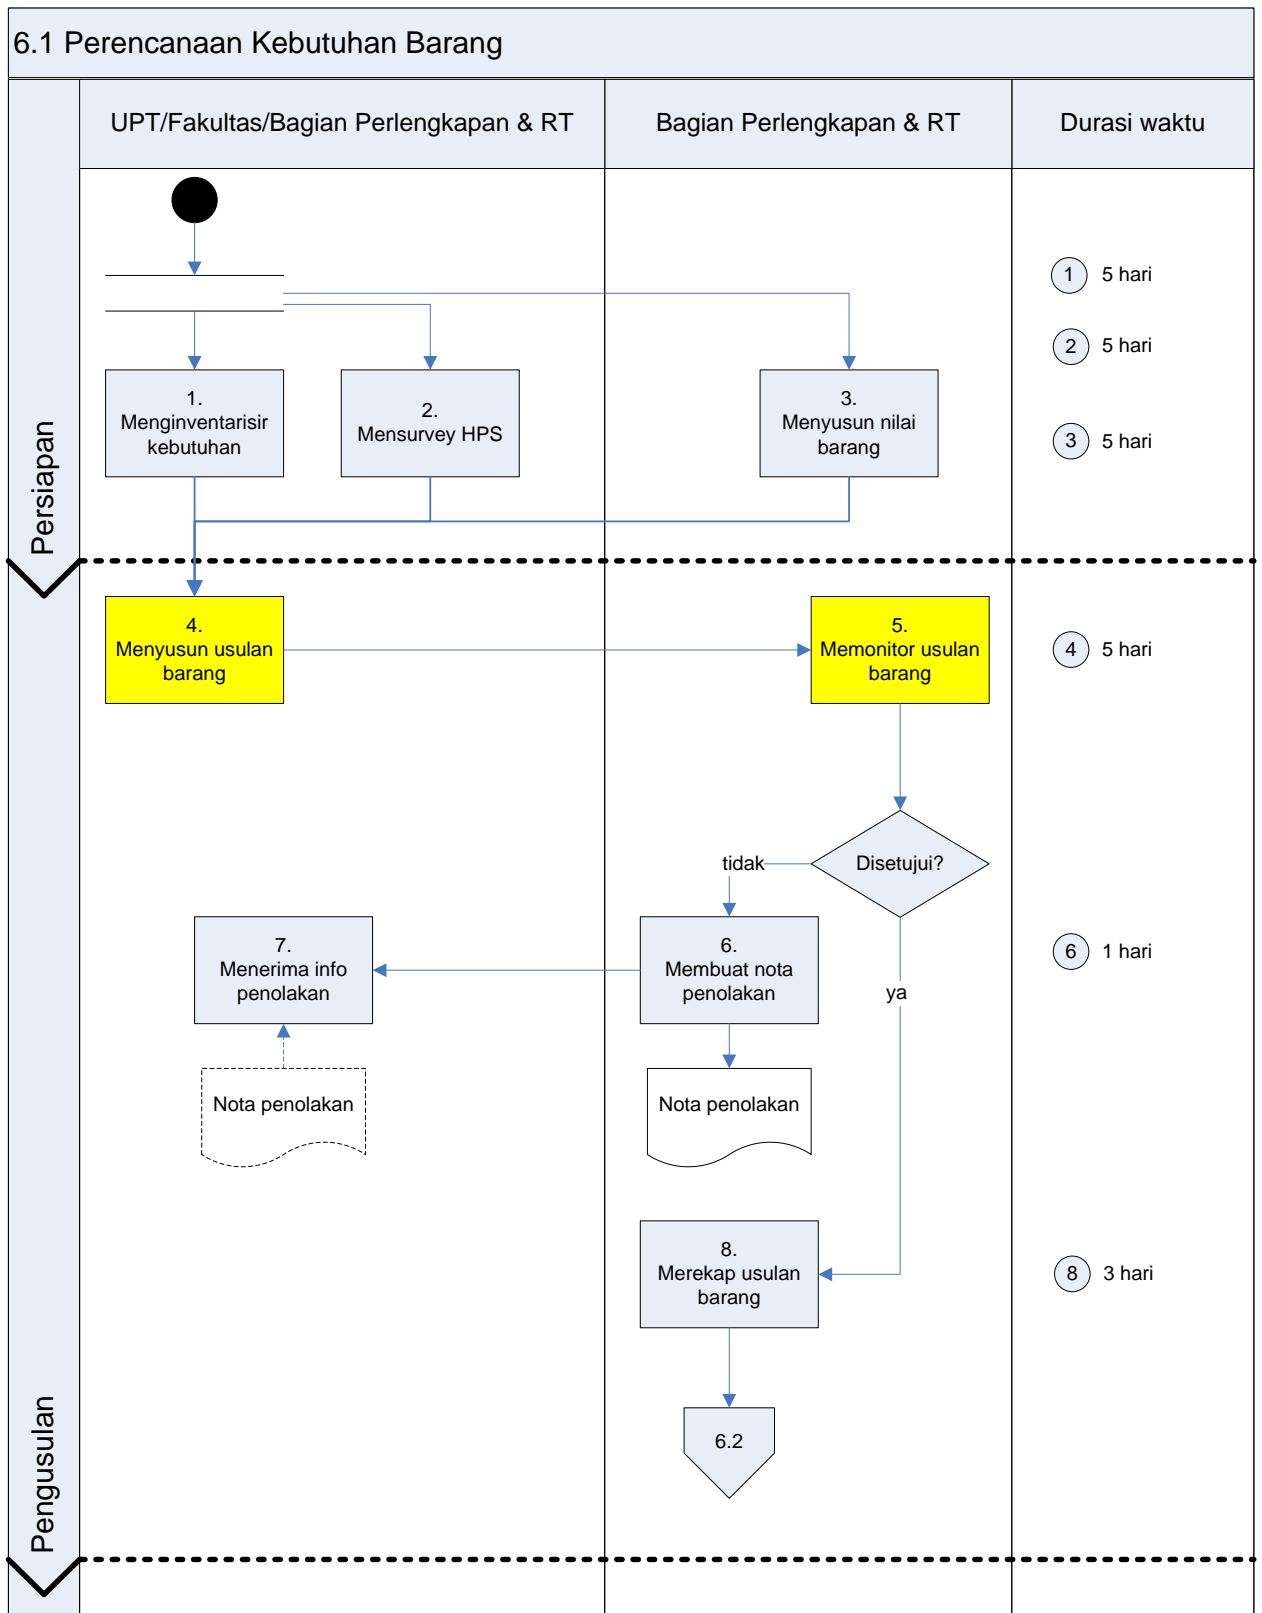 6.1 Perencanaan Kebutuhan Barang
UPT/Fakultas/Bagian Perlengkapan & RT
Bagian Perlengkapan & RT
Durasi waktu
Persiapan
1 5 hari
2 5 hari
1.
Menginventarisir
kebutuhan
2.
Mensurvey HPS
3.
Menyusun nilai
barang
3 5 hari
Pengusulan
4.
Menyusun usulan
barang
5.
Memonitor usulan
barang
4 5 hari
Disetujui?
tidak
ya
7.
Menerima info
penolakan
6.
Membuat nota
penolakan
6 1 hari
Nota penolakan
Nota penolakan
8.
Merekap usulan
barang
8 3 hari
6.2